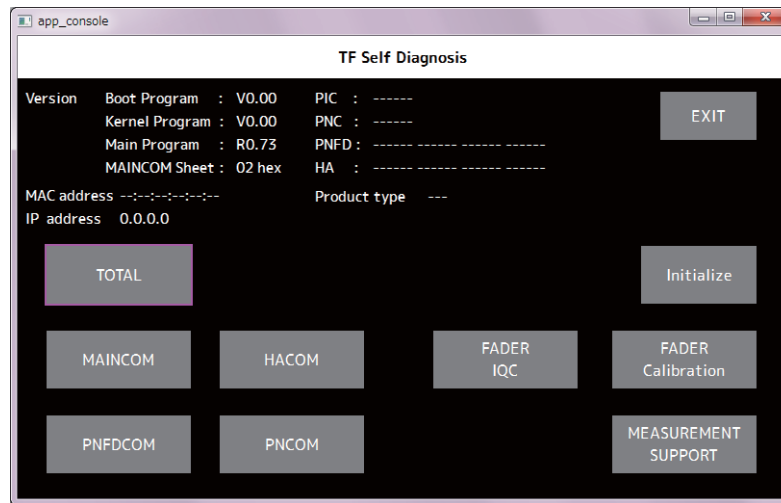 app_console
TF Self Diagnosis
Version Boot Program : V0.00 PIC : ------
Kernel Program : V0.00 PNC : ------
Main Program : R0.73 PNFD : ------ ------ ------ ------
MAINCOM Sheet : 02 hex HA : ------ ------ ------ ------
EXIT
MAC address --:--:--:--:--:-- Product type ---
IP address 0.0.0.0
TOTAL
Initialize
MAINCOM
HACOM
FADER
IQC
FADER
Calibration
PNFDCOM
PNCOM
MEASUREMENT
SUPPORT